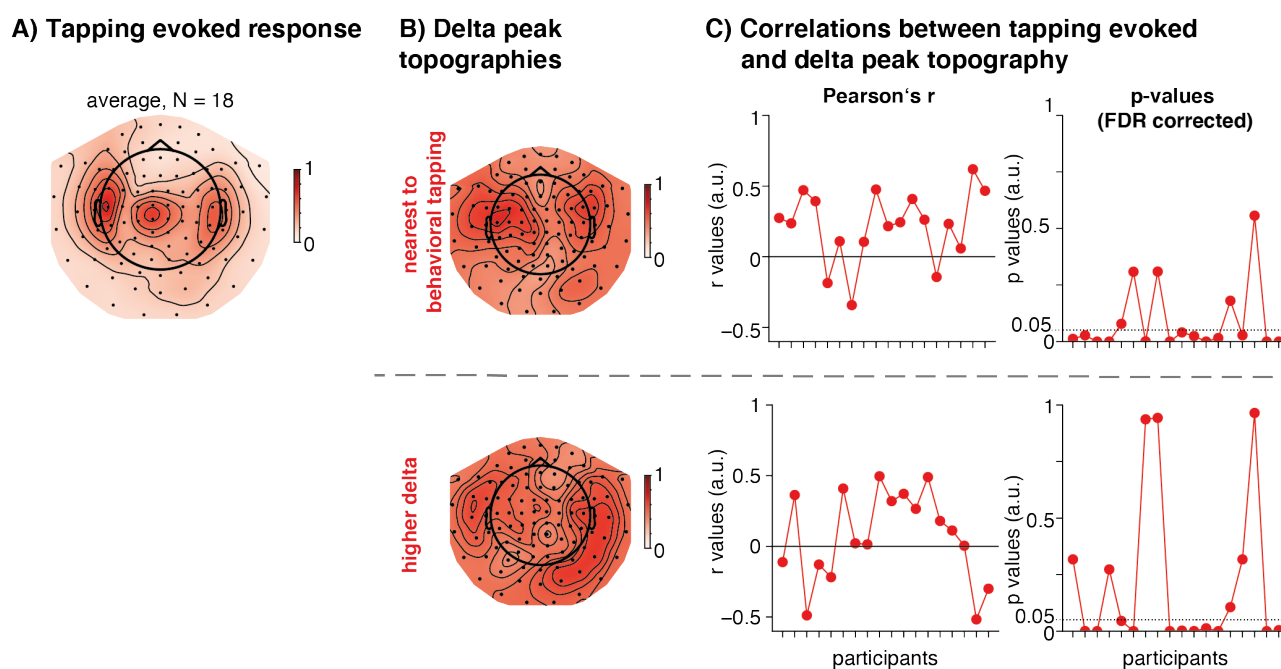 A) Tapping evoked response
average, N = 18
1
0
B) Delta peak
topographies
nearest to
behavioral tapping
1
0
higher delta
1
0
C) Correlations between tapping evoked
and delta peak topography
Pearson‘s r
r values (a.u.)
1
0.5
0
−0.5
p-values
(FDR corrected)
p values (a.u.)
1
0.5
0.05
0
r values (a.u.)
1
0.5
0
−0.5
participants
p values (a.u.)
1
0.5
0.05
0
participants